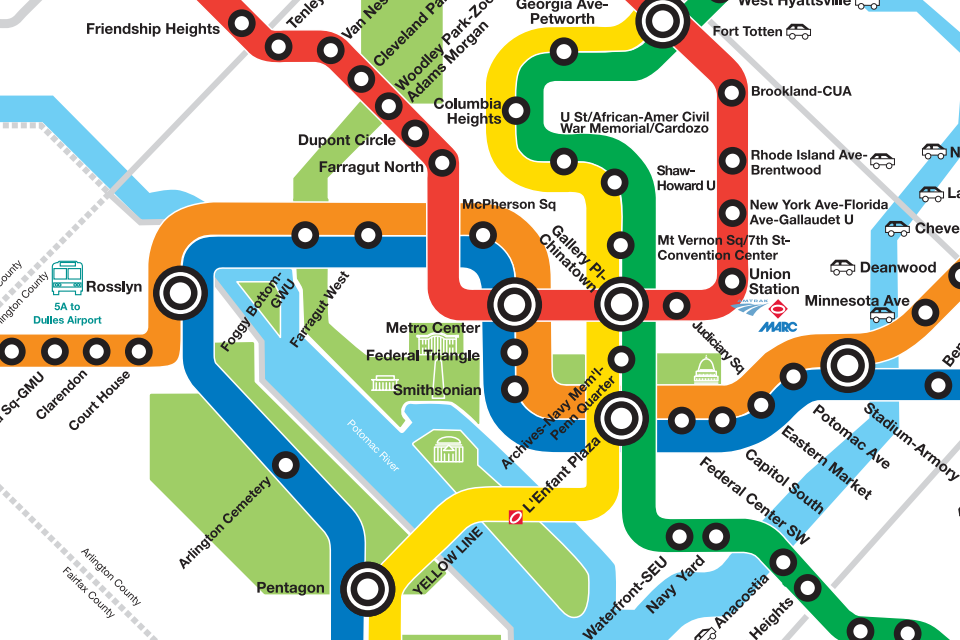 Friendship Heights
Tenley
Van Nes
Cleveland Pa
Woodley Park-Zoo
Adams Morgan
Dupont Circle
Farragut North
Georgia Ave-
Petworth
West Hyattsville
Fort Totten
Columbia
Heights
U St/African-Amer Civil
War Memorial/Cardozo
Brookland-CUA
Rhode Island Ave-
Brentwood
Shaw-
Howard U
New York Ave-Florida
Ave-Gallaudet U
McPherson Sq
Gallery Pl-
Chinatown
Mt Vernon Sq/7th St-
Convention Center
Union
Station
AMTRAK
MARC
Judiciary Sq
N
La
Cheve
Deanwood
Minnesota Ave
Ben
County
ington County
5A to
Dulles Airport
Rosslyn
Foggy Bottom-
GWU
Farragut West
Metro Center
Federal Triangle
Smithsonian
Sq-GMU
Clarendon
Court House
Potomac River
Archives-Navy Mem'l-
Penn Quarter
L'Enfant Plaza
Federal Center SW
Capitol South
Eastern Market
Potomac Ave
Stadium-Armory
Arlington Cemetery
Pentagon
YELLOW LINE
Waterfront-SEU
Navy Yard
Anacostia
Heights
Arlington County
Fairfax County